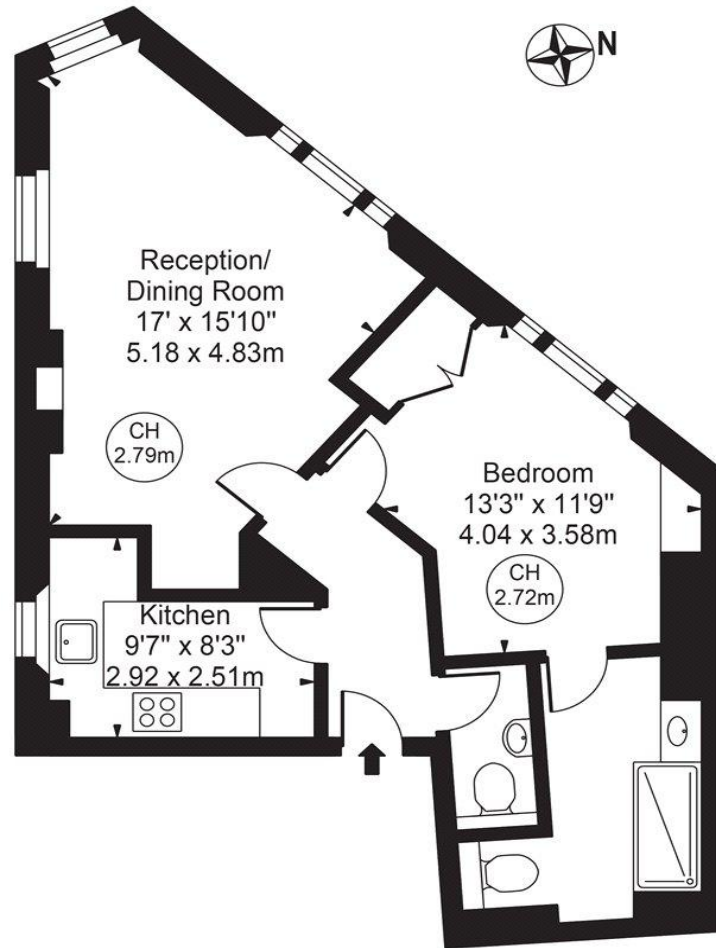 N
Reception/
Dining Room
17' x 15'10"
5.18 x 4.83m
CH
2.79m
Bedroom
13'3" x 11'9"
4.04 x 3.58m
CH
2.72m
Kitchen
9'7" x 8'3"
2.92 x 2.51m